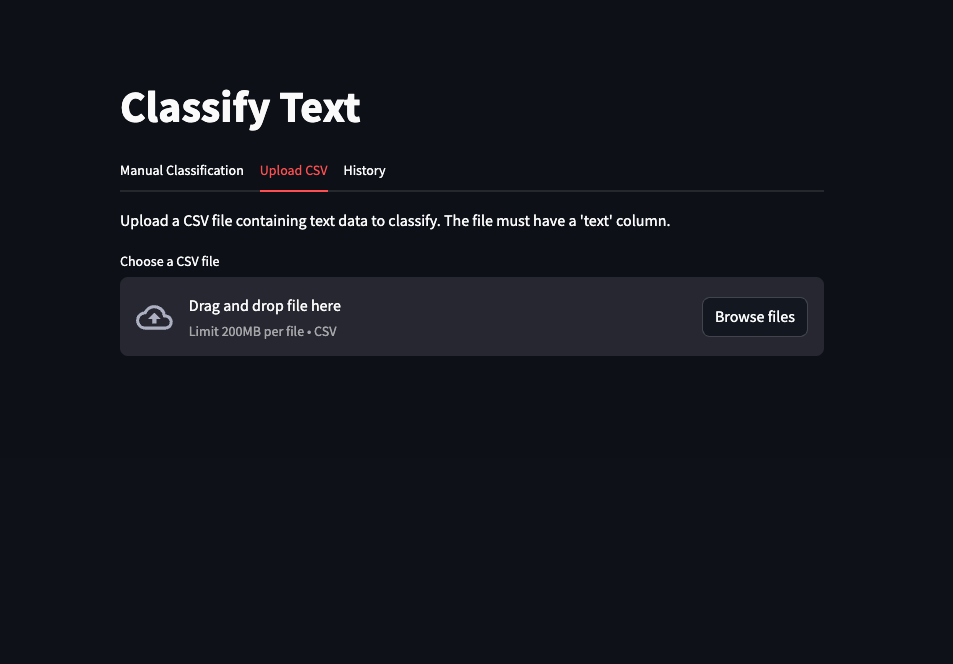 Classify Text
Manual Classification Upload CSV History
Upload a CSV file containing text data to classify. The file must have a 'text' column.
Choose a CSV file
Drag and drop file here
Limit 200MB per file • CSV
Browse files